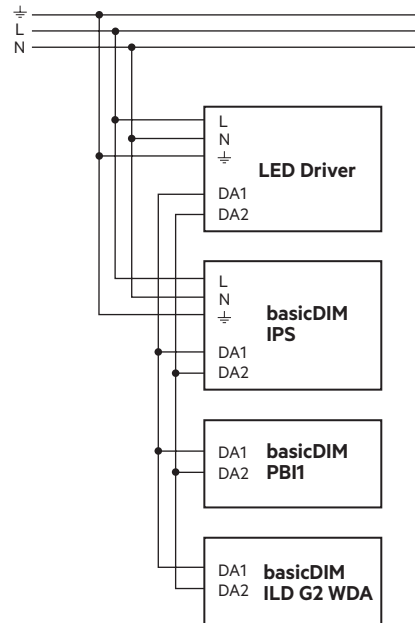 ⏚
L
N
L
N
⏚
LED Driver
DA1
DA2
L
N
⏚
basicDIM
IPS
DA1
DA2
DA1
basicDIM
DA2
PBI1
DA1
basicDIM
DA2
ILD G2 WDA